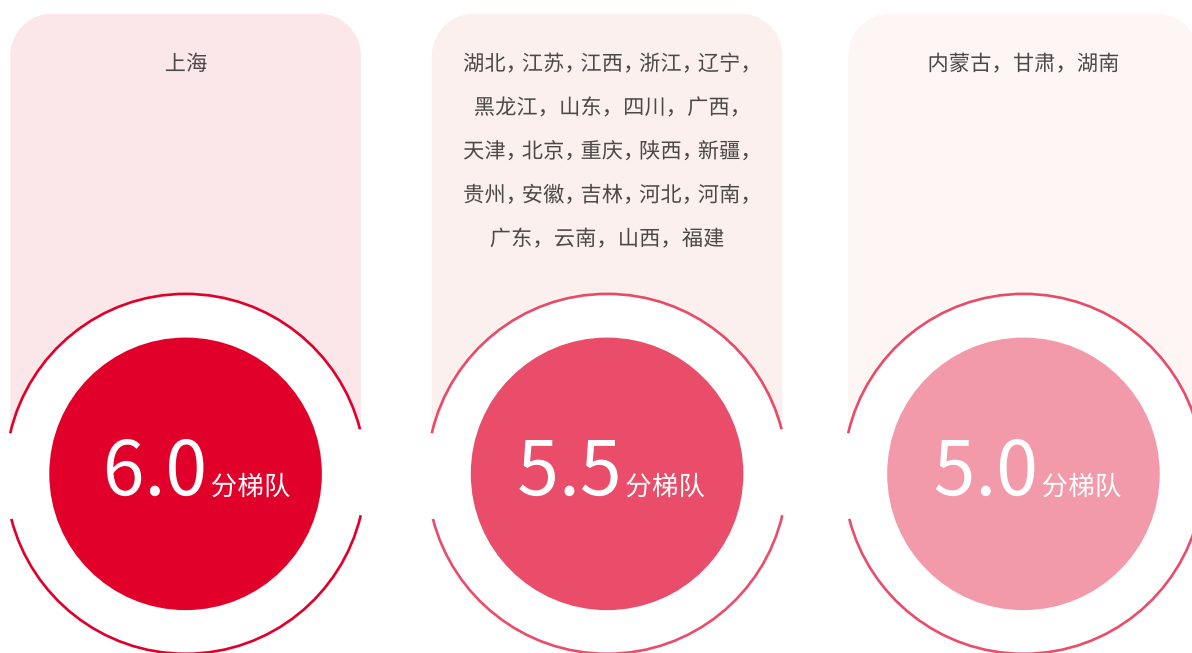 上海
6.0分梯队
湖北，江苏，江西，浙江，辽宁，
黑龙江，山东，四川，广西，
天津，北京，重庆，陕西，新疆，
贵州，安徽，吉林，河北，河南，
广东，云南，山西，福建
5.5分梯队
内蒙古，甘肃，湖南
5.0分梯队